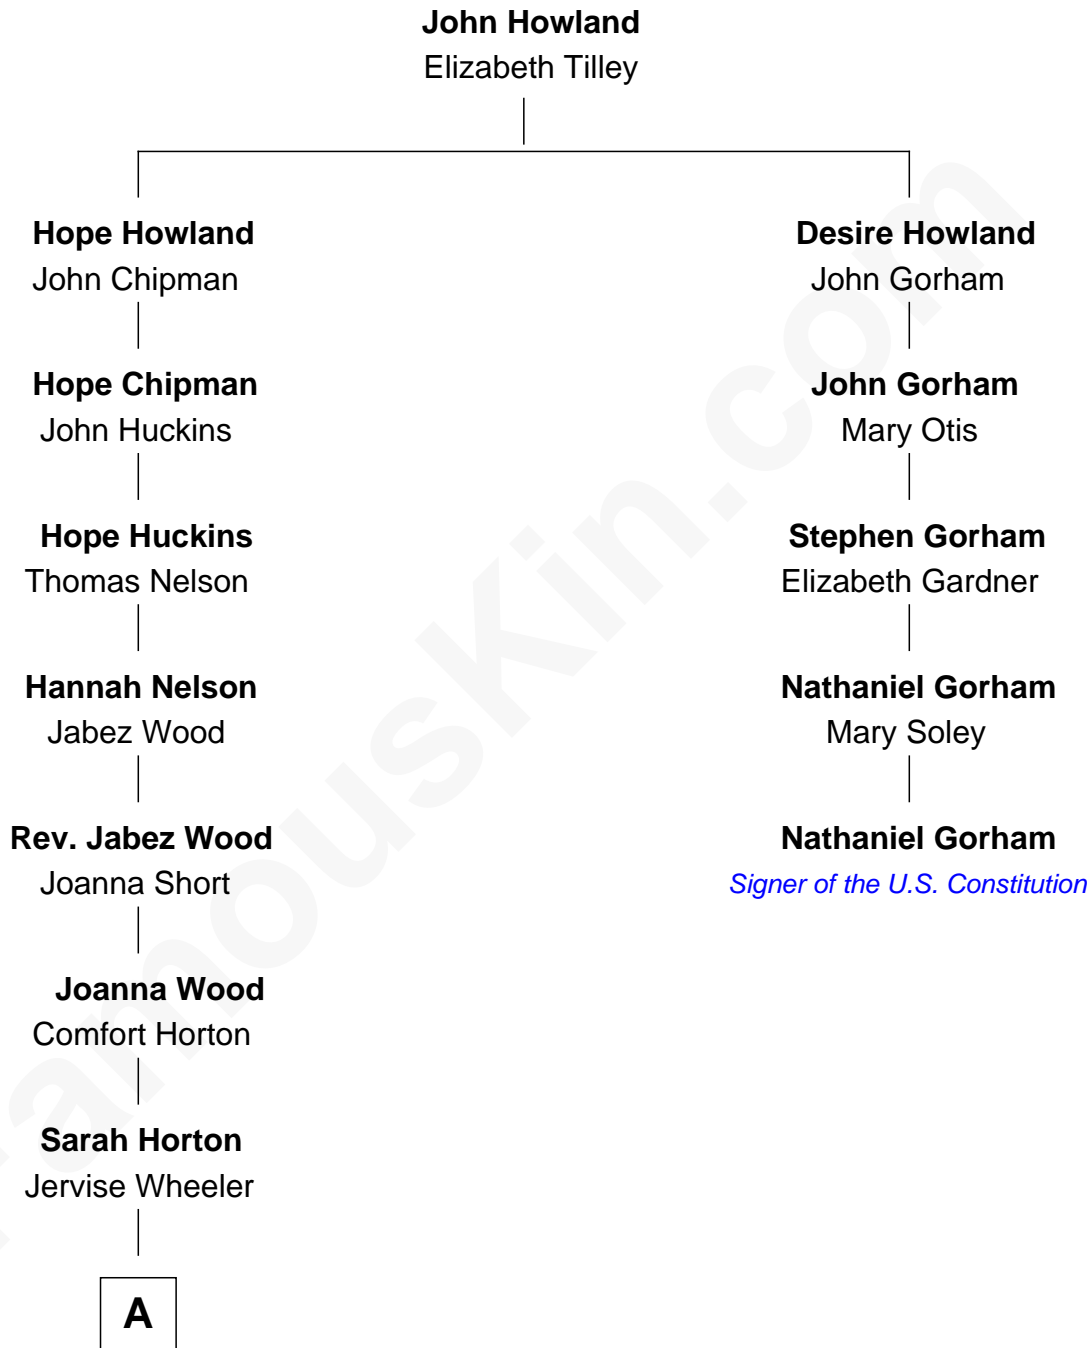 John Howland
Elizabeth Tilley
Hope Howland
John Chipman
Hope Chipman
John Huckins
Hope Huckins
Thomas Nelson
Hannah Nelson
Jabez Wood
Rev. Jabez Wood
Joanna Short
Joanna Wood
Comfort Horton
Sarah Horton
Jervise Wheeler
A
Desire Howland
John Gorham
John Gorham
Mary Otis
Stephen Gorham
Elizabeth Gardner
Nathaniel Gorham
Mary Soley
Nathaniel Gorham
Signer of the U.S. Constitution
FamousKin.com